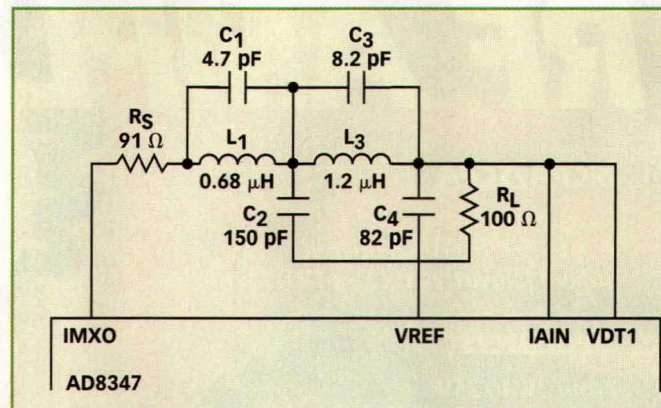 C1
4.7 pF
C3
8.2 pF
RS
91 Ω
L1
0.68 μH
L3
1.2 μH
C2
150 pF
C4
82 pF
RL
100 Ω
IMXO
VREF
IAIN
VDT1
AD8347